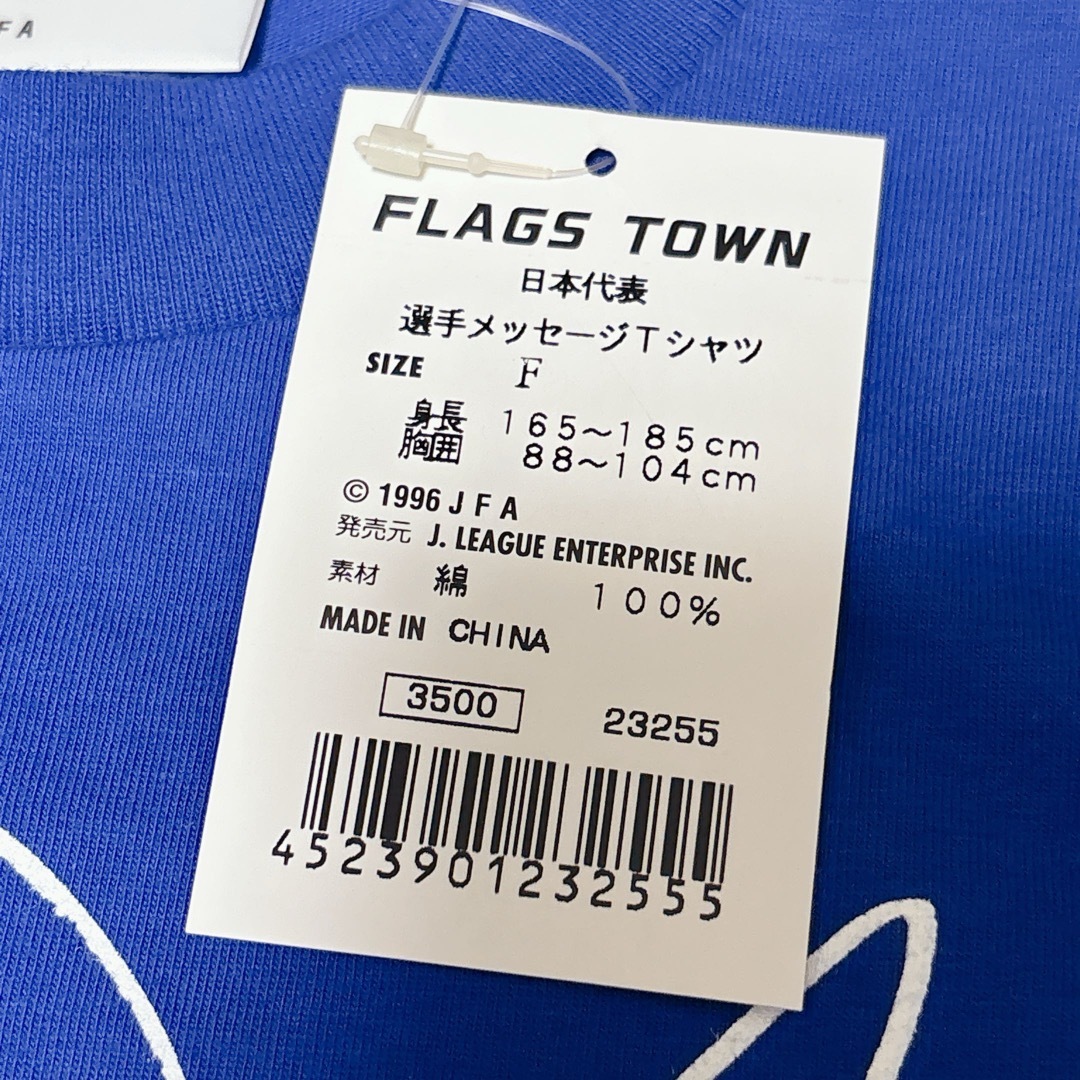 FA
FLAGS TOWN
日本代表
選手メッセージTシャツ
SIZE F
身長 165~185cm
胸囲 88~104cm
© 1996 J F A
発売元 J. LEAGUE ENTERPRISE INC.
素材 綿 100%
MADE IN CHINA
3500 23255
4523901232555